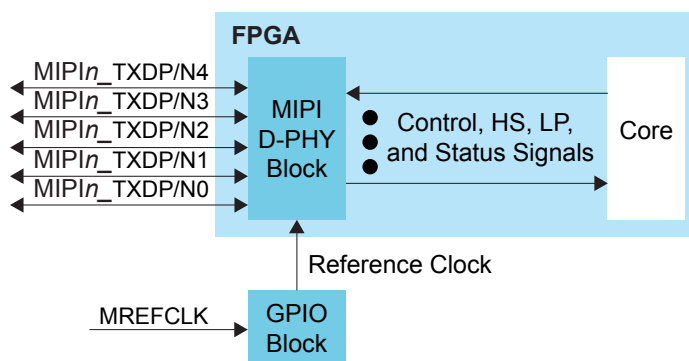 FPGA
MIPIn_TXDP/N4
MIPIn_TXDP/N3
MIPIn_TXDP/N2
MIPIn_TXDP/N1
MIPIn_TXDP/N0
MIPI
D-PHY
Block
Control, HS, LP,
and Status Signals
Core
Reference Clock
MREFCLK
GPIO
Block